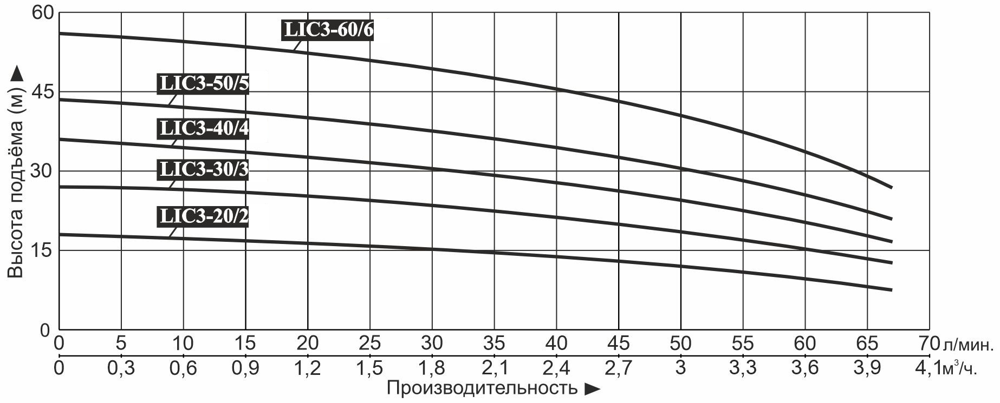 60
LIC3-60/6
45
LIC3-50/5
LIC3-40/4
30
LIC3-30/3
LIC3-20/2
15
0
Высота подъёма (м) ▶
0 5 10 15 20 25 30 35 40 45 50 55 60 65 70 л/мин.
0 0,3 0,6 0,9 1,2 1,5 1,8 2,1 2,4 2,7 3 3,3 3,6 3,9 4,1 м³/ч.
Производительность ▶